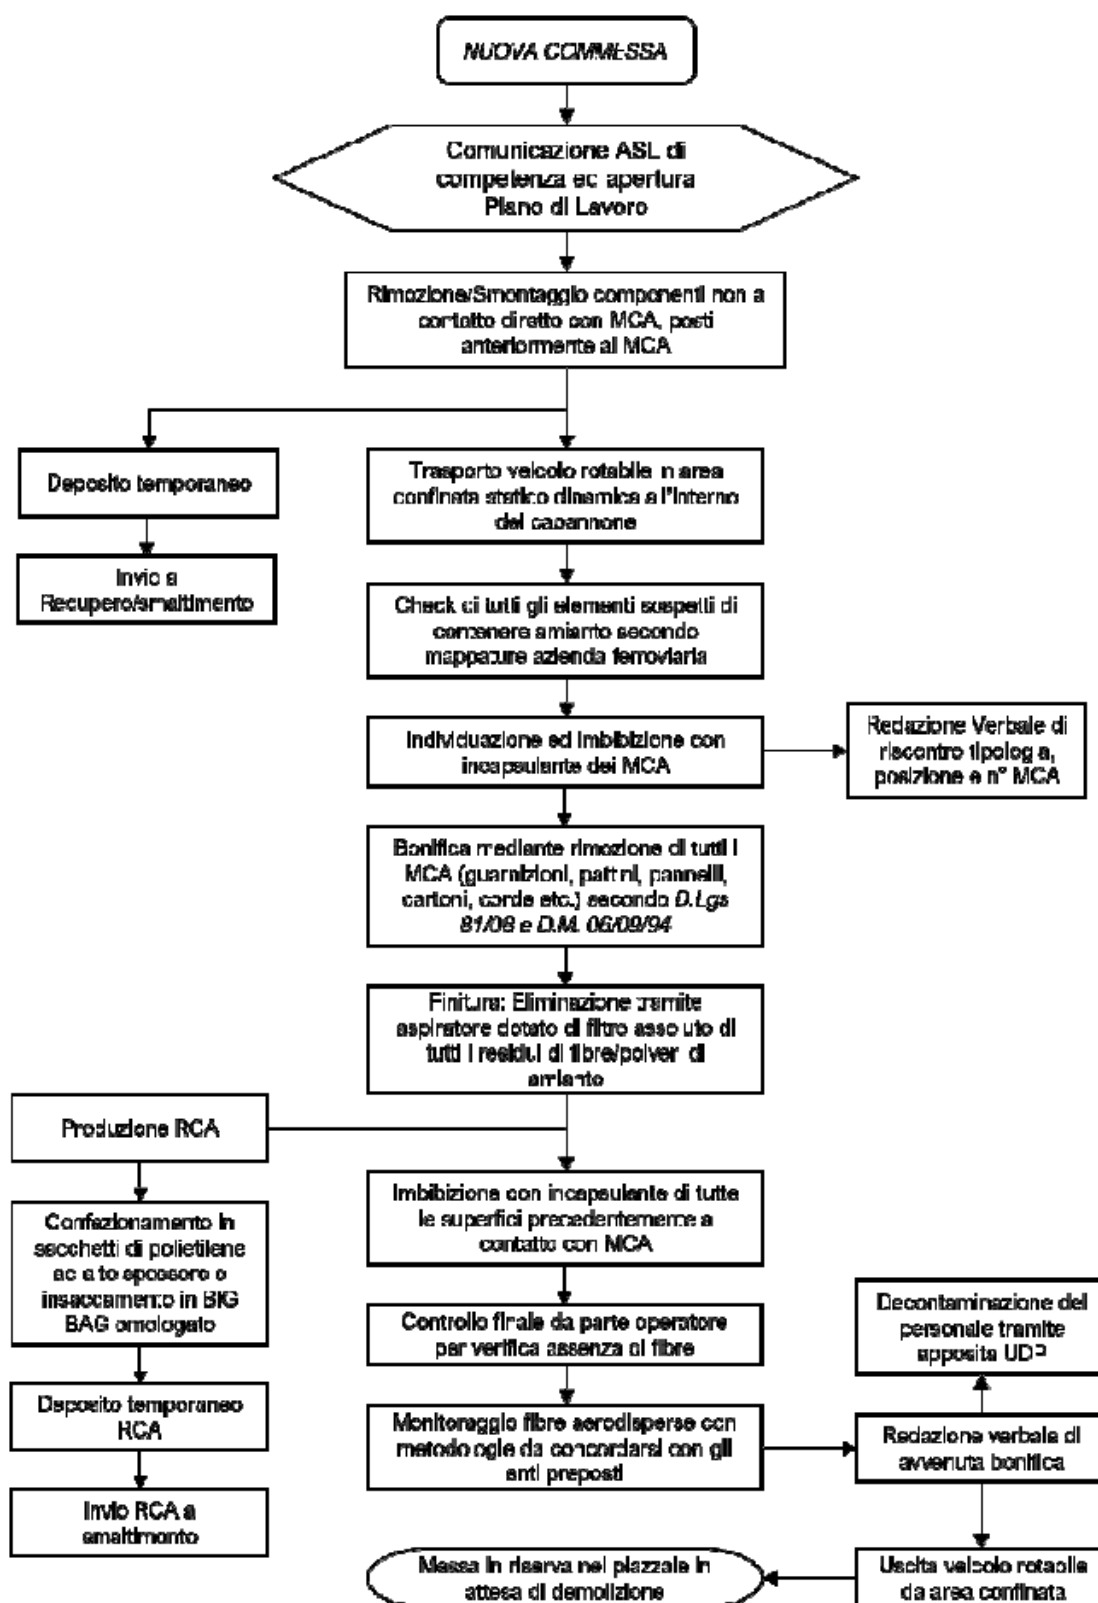 NUOVA COMMESSA
Comunicazione ASL di
competenza ed apertura
Piano di Lavoro
Rimozione/Smontaggio componenti non a
contatto diretto con MCA, posti
anteriormente al MCA
Deposito temporaneo
Invio a
Recupero/smaltimento
Trasporto veicolo rotabile in area
confinata statico dinamica all'interno
del capannone
Check di tutti gli elementi sospetti di
contenere amianto secondo
mappature azienda ferroviaria
Individuazione ed imbibizione con
incapsulante dei MCA
Redazione Verbale di
riscontro tipologia,
posizione e n° MCA
Bonifica mediante rimozione di tutti i
MCA (guarnizioni, pattini, pannelli,
cartoni, corde etc.) secondo D.Lgs
81/08 e D.M. 06/09/94
Finitura: Eliminazione tramite
aspiratore dotato di filtro assoluto di
tutti i residui di fibre/polveri di
amianto
Produzione RCA
Confezionamento in
sacchetti di polietilene
ad alto spessore o
insaccamento in BIG
BAG omologato
Deposito temporaneo
RCA
Invio RCA a
smaltimento
Imbibizione con incapsulante di tutte
le superfici precedentemente a
contatto con MCA
Controllo finale da parte operatore
per verifica assenza di fibre
Monitoraggio fibre aerodisperse con
metodologie da concordarsi con gli
enti preposti
Decontaminazione del
personale tramite
apposita UDP
Redazione verbale di
avvenuta bonifica
Uscita veicolo rotabile
da area confinata
Messa in riserva nel piazzale in
attesa di demolizione